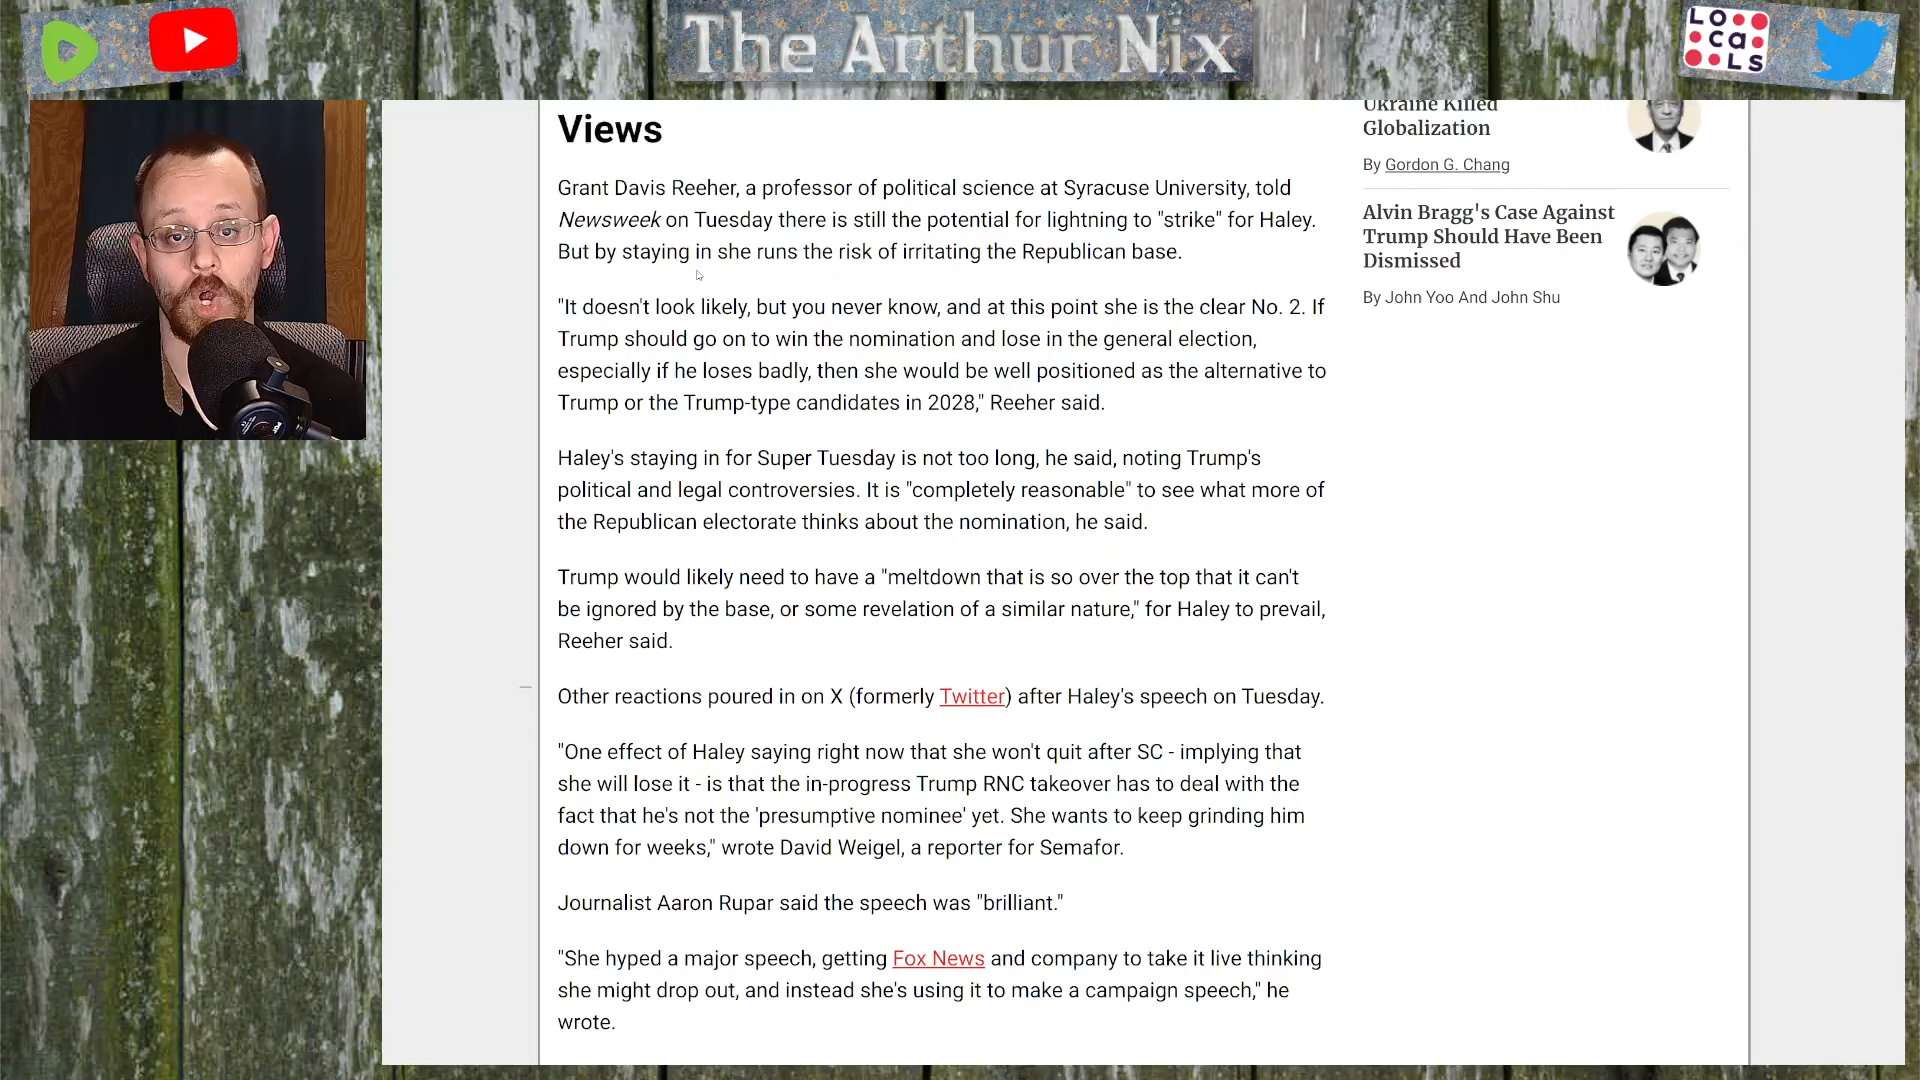 The Arthur Nix
LOcaLS
Views
Grant Davis Reeher, a professor of political science at Syracuse University, told
Newsweek on Tuesday there is still the potential for lightning to "strike" for Haley.
But by staying in she runs the risk of irritating the Republican base.
"It doesn't look likely, but you never know, and at this point she is the clear No. 2. If
Trump should go on to win the nomination and lose in the general election,
especially if he loses badly, then she would be well positioned as the alternative to
Trump or the Trump-type candidates in 2028," Reeher said.
Haley's staying in for Super Tuesday is not too long, he said, noting Trump's
political and legal controversies. It is "completely reasonable" to see what more of
the Republican electorate thinks about the nomination, he said.
Trump would likely need to have a "meltdown that is so over the top that it can't
be ignored by the base, or some revelation of a similar nature," for Haley to prevail,
Reeher said.
Other reactions poured in on X (formerly Twitter) after Haley's speech on Tuesday.
"One effect of Haley saying right now that she won't quit after SC - implying that
she will lose it - is that the in-progress Trump RNC takeover has to deal with the
fact that he's not the 'presumptive nominee' yet. She wants to keep grinding him
down for weeks," wrote David Weigel, a reporter for Semafor.
Journalist Aaron Rupar said the speech was "brilliant."
"She hyped a major speech, getting Fox News and company to take it live thinking
she might drop out, and instead she's using it to make a campaign speech," he
wrote.
Ukraine Killed
Globalization
By Gordon G. Chang
Alvin Bragg's Case Against
Trump Should Have Been
Dismissed
By John Yoo And John Shu